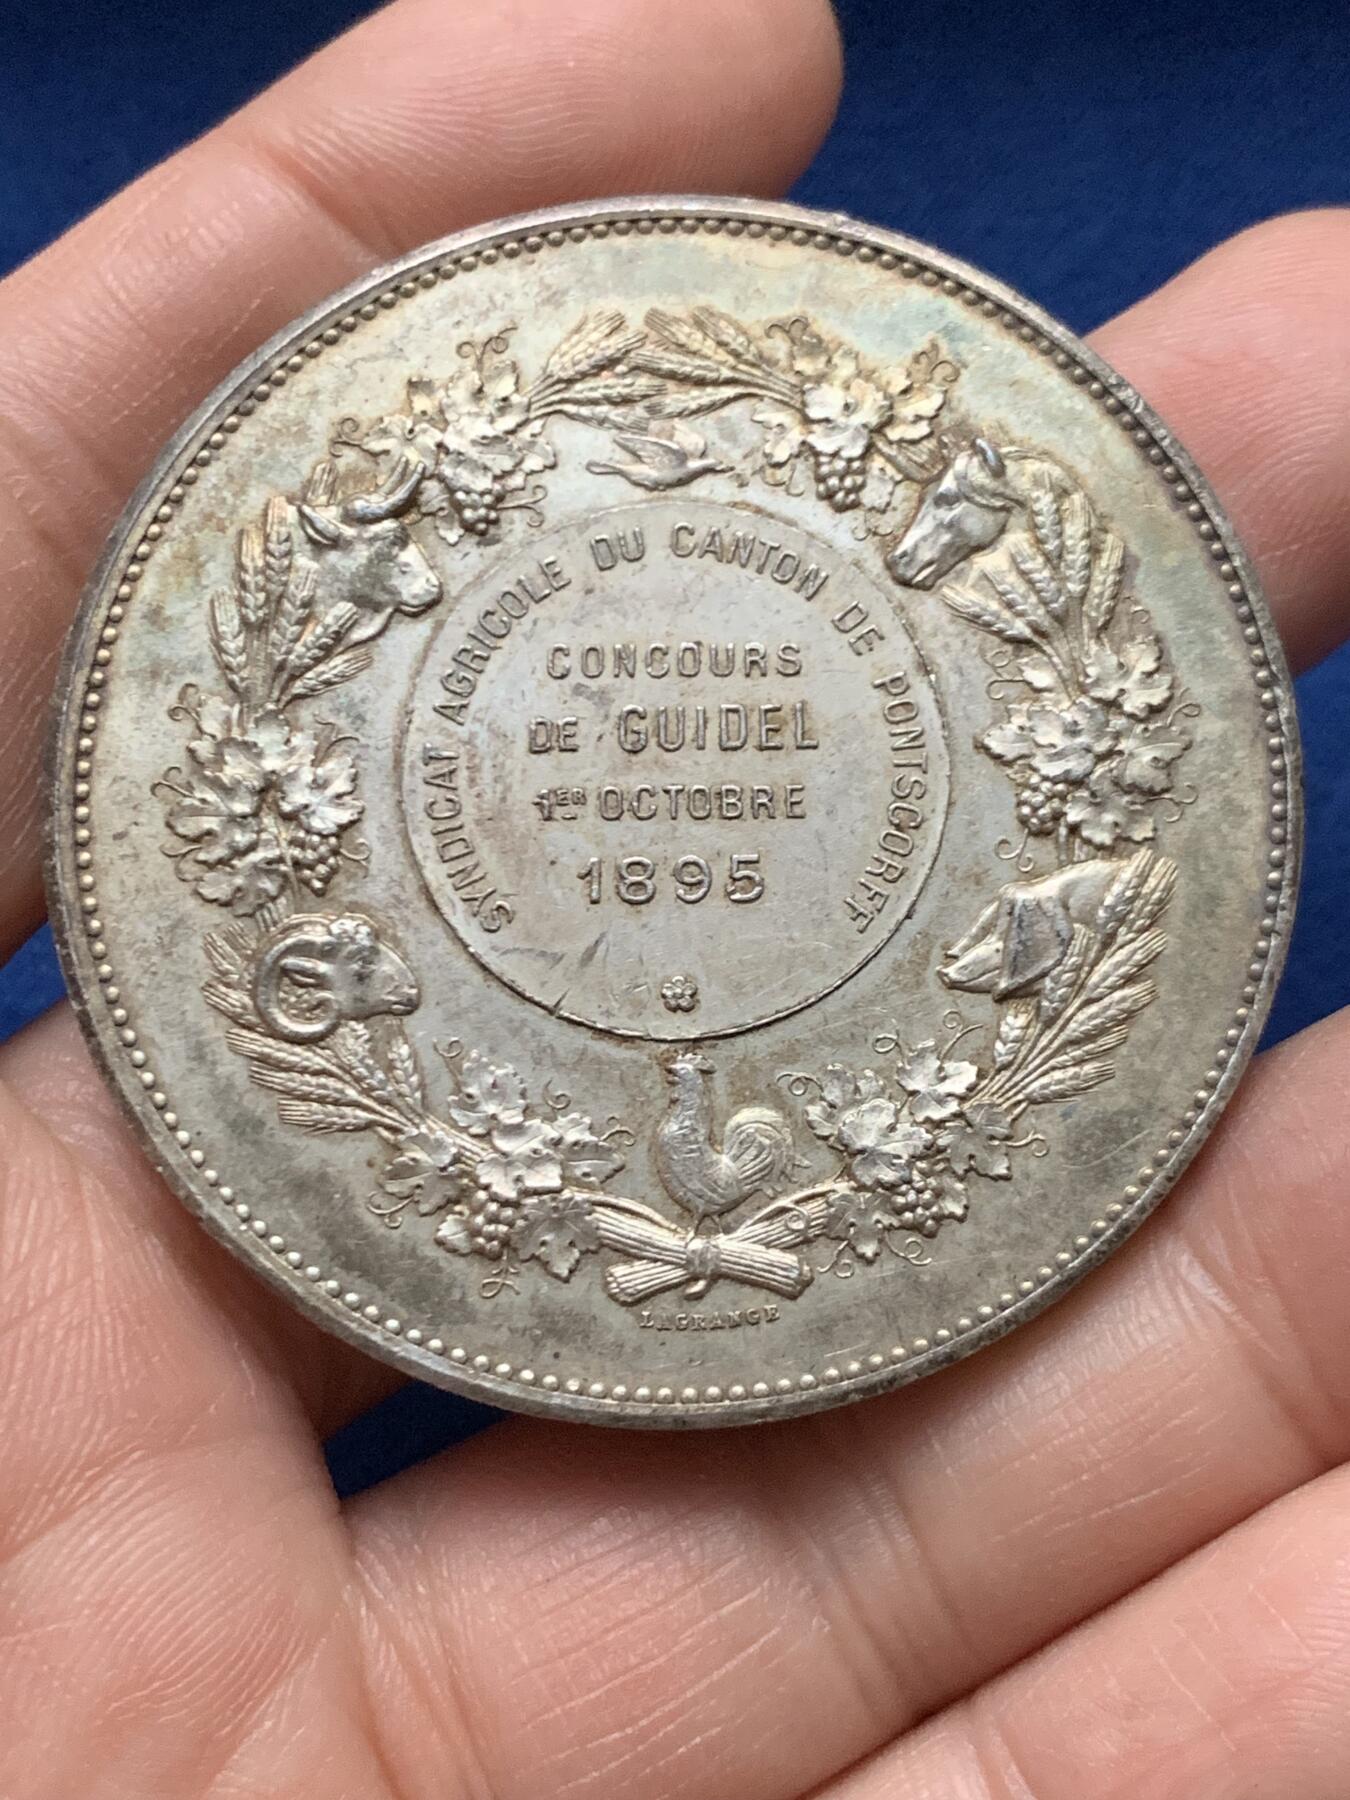 SYNDICAT AGRICOLE DU CANTON DE PONTSCORFF
CONCOURS
DE GUIDEL
1ER OCTOBRE
1895
LAGRANGE